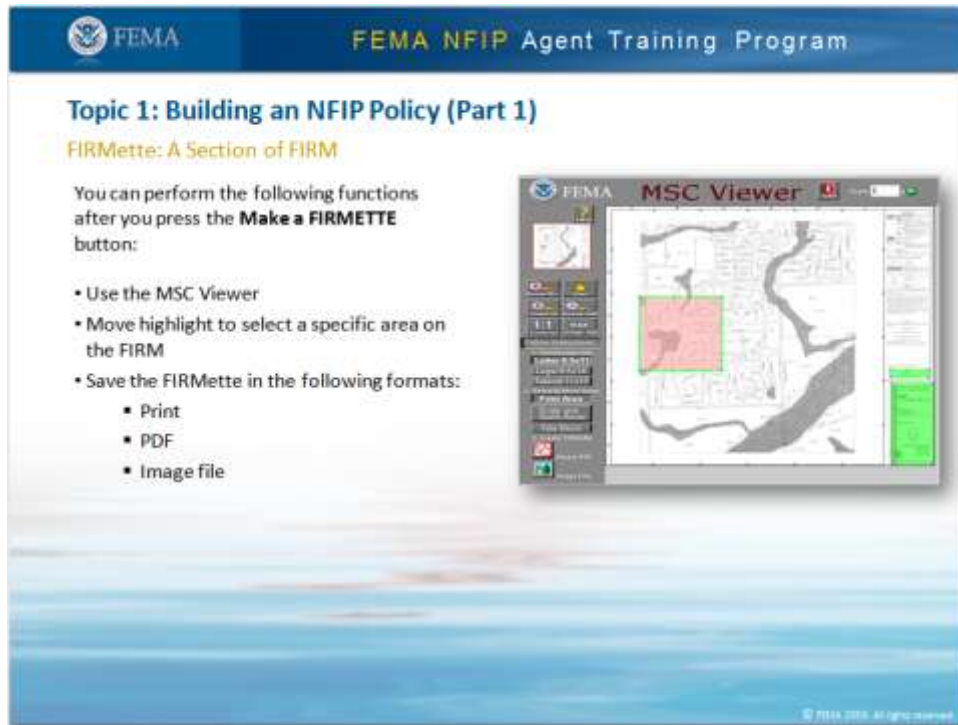 FEMA
FEMA NFIP Agent Training Program
Topic 1: Building an NFIP Policy (Part 1)
FIRMette: A Section of FIRM
You can perform the following functions
after you press the Make a FIRMETTE
button:
• Use the MSC Viewer
• Move highlight to select a specific area on
the FIRM
• Save the FIRMette in the following formats:
▪ Print
▪ PDF
▪ Image file
FEMA
MSC Viewer